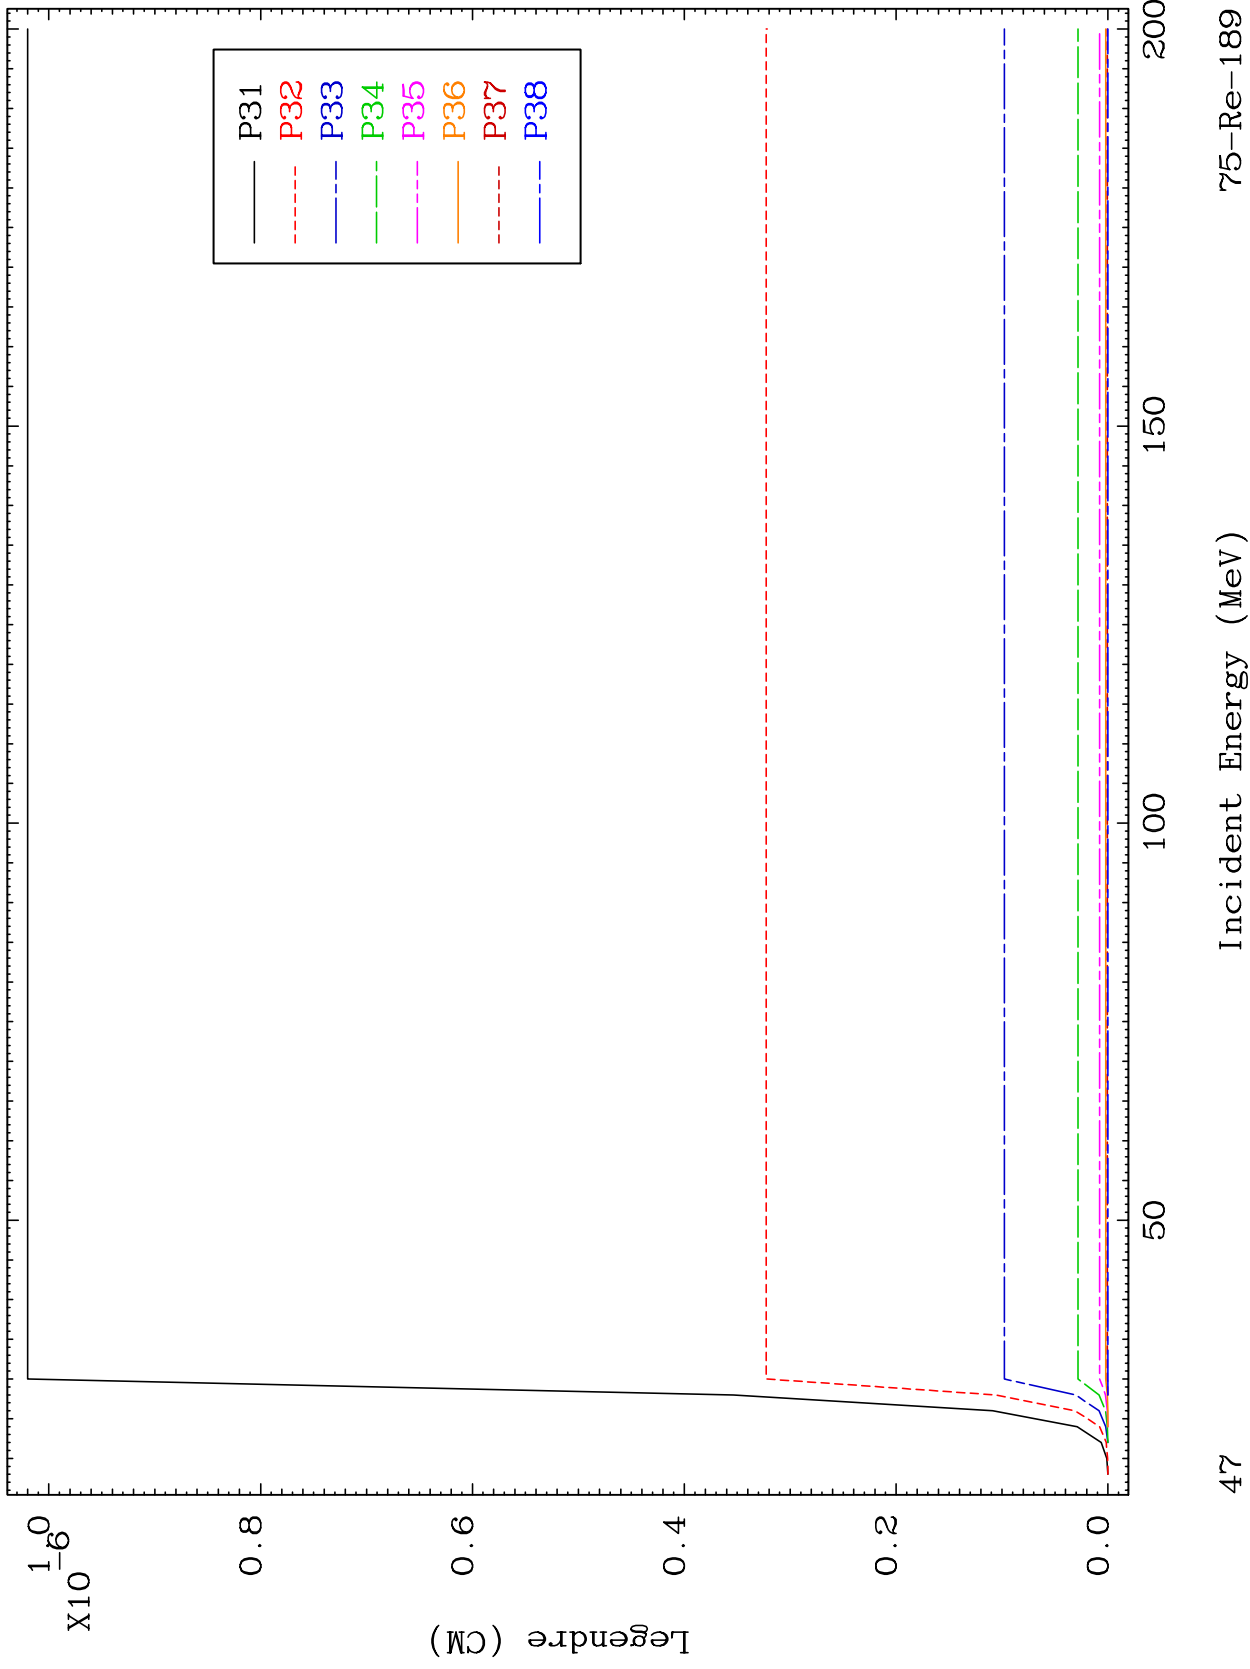 X10
-6
1.0
0.8
0.6
0.4
0.2
0.0
Legendre (CM)
P31
P32
P33
P34
P35
P36
P37
P38
50
100
150
200
Incident Energy (MeV)
47
75-Re-189